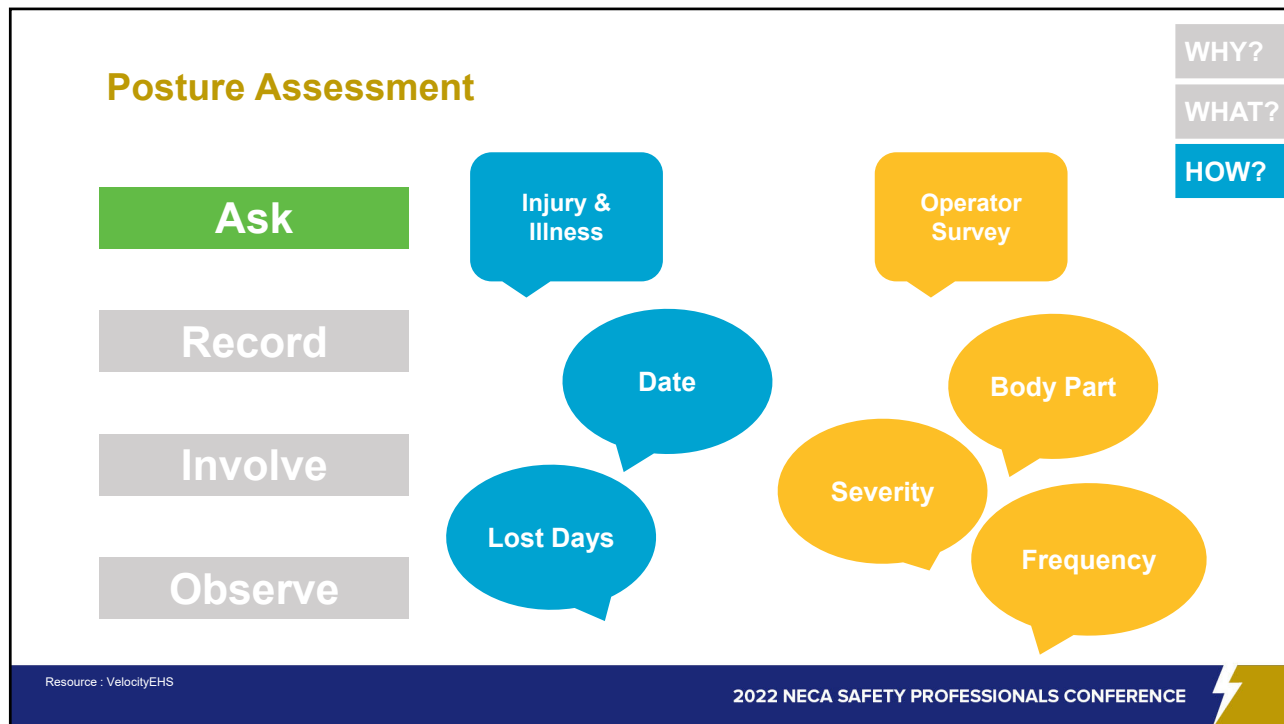 WHY?
WHAT?
HOW?
Posture Assessment
Ask
Record
Involve
Observe
Injury &
Illness
Date
Lost Days
Operator
Survey
Body Part
Severity
Frequency
Resource : VelocityEHS
2022 NECA SAFETY PROFESSIONALS CONFERENCE